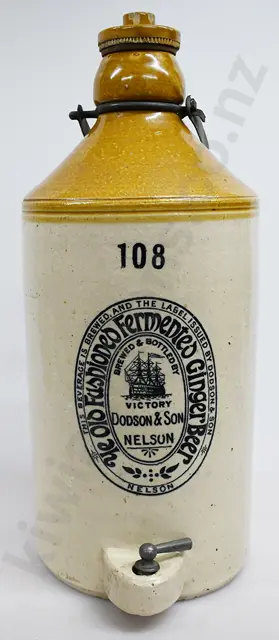 108
THIS BEVERAGE IS BREWED, AND THE LABEL ISSUED BY DODSON & SON
Ye Old Fashioned Fermented Ginger Beer
BREWED & BOTTLED BY
VICTORY
DODSON & SON
NELSON
NELSON